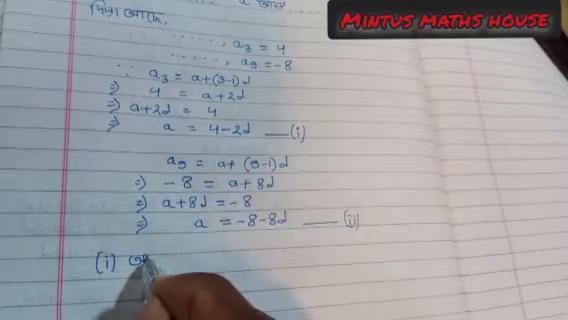 MINTUS MATHS HOUSE
দিয়া আছে,
......, a₃ = 4
......, a₉ = -8
∵ a₃ = a+(3-1)d
⇒ 4 = a+2d
⇒ a+2d = 4
⇒ a = 4-2d —(i)
a₉ = a+(9-1)d
⇒ -8 = a+8d
⇒ a+8d = -8
⇒ a = -8-8d —(ii)
(i)